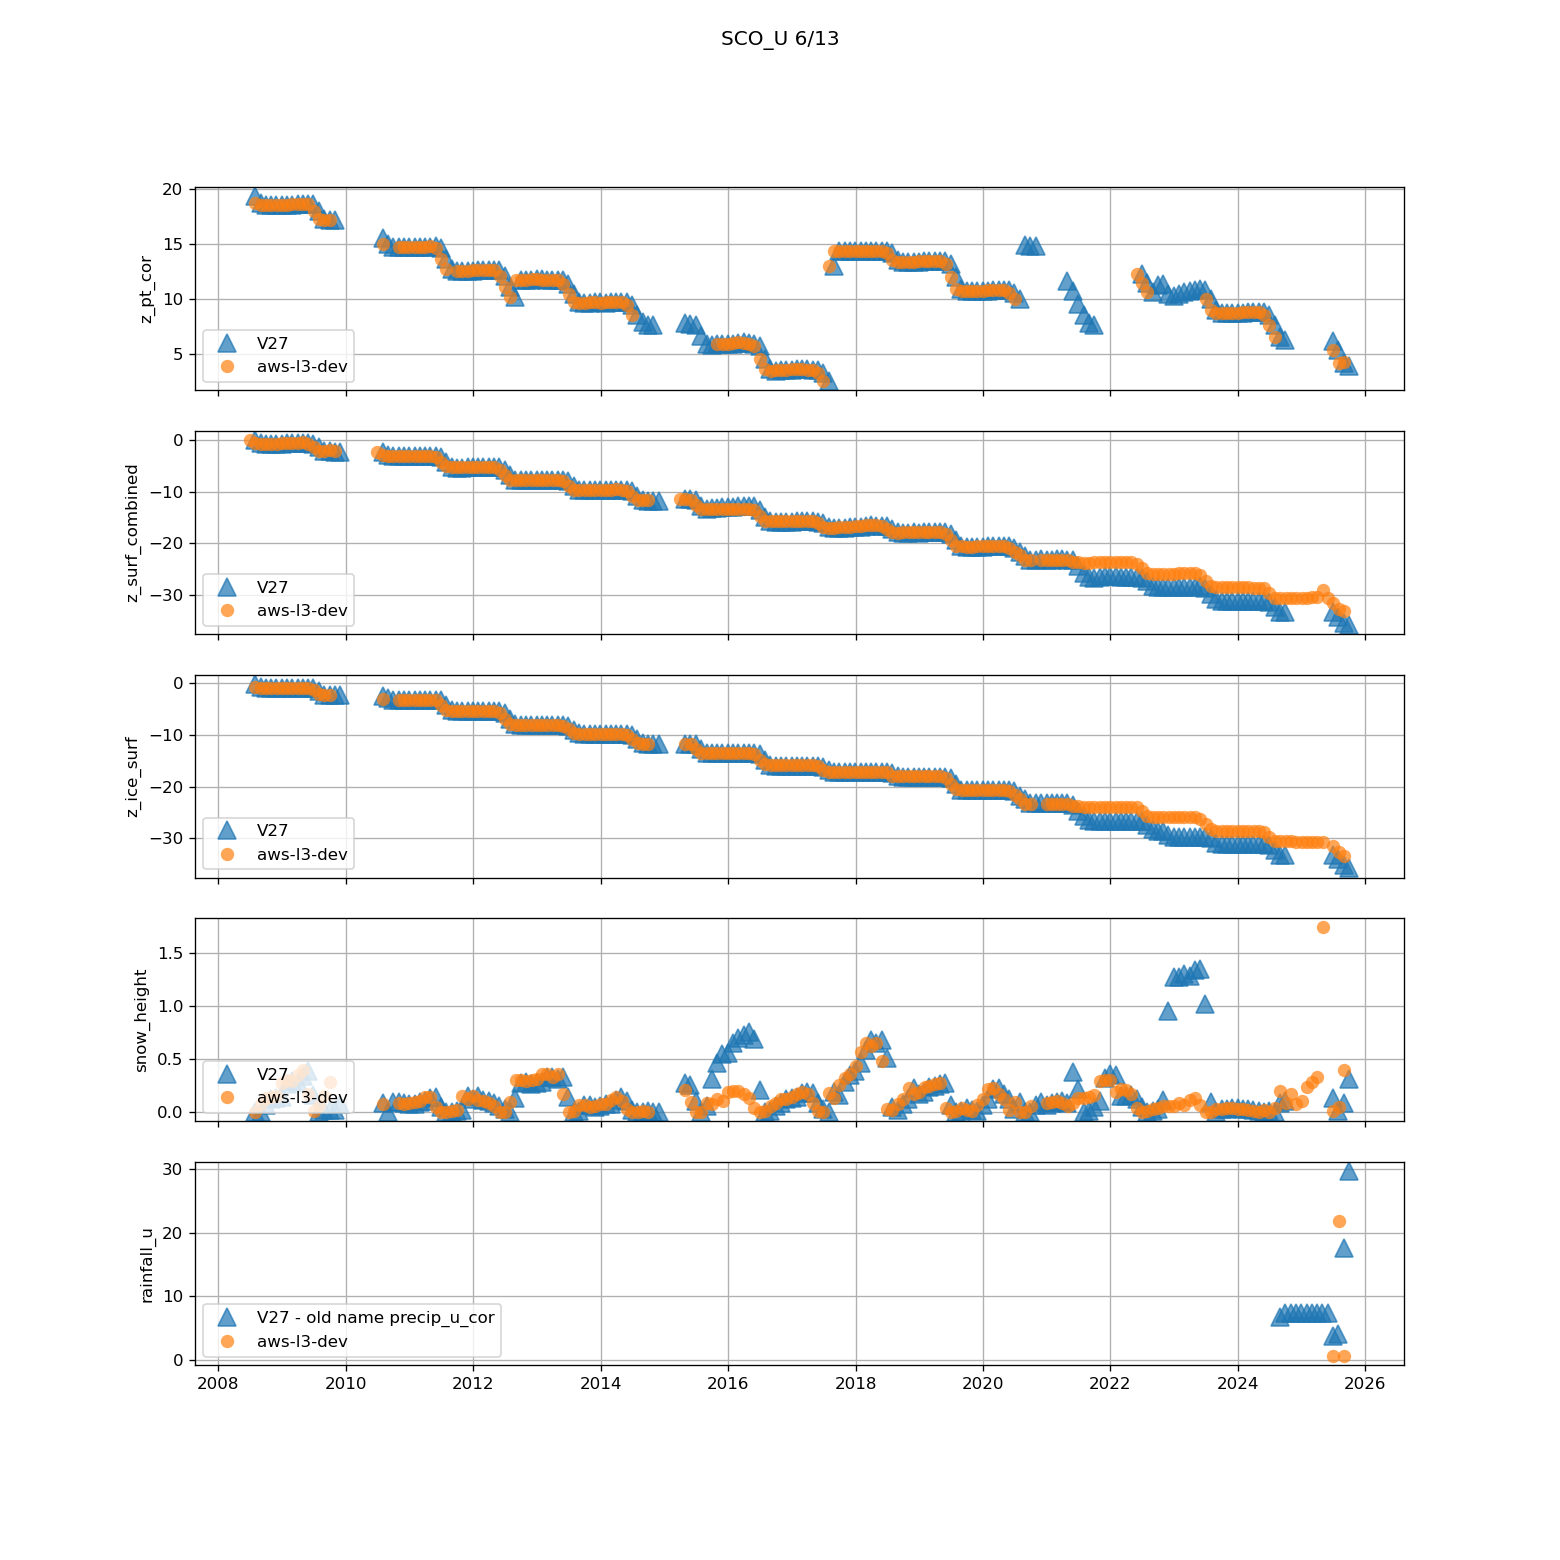 SCO_U 6/13
20
15
10
5
z_pt_cor
V27
aws-l3-dev
0
−10
−20
−30
z_surf_combined
V27
aws-l3-dev
0
−10
−20
−30
z_ice_surf
V27
aws-l3-dev
1.5
1.0
0.5
0.0
snow_height
V27
aws-l3-dev
30
20
10
0
rainfall_u
V27 - old name precip_u_cor
aws-l3-dev
2008 2010 2012 2014 2016 2018 2020 2022 2024 2026